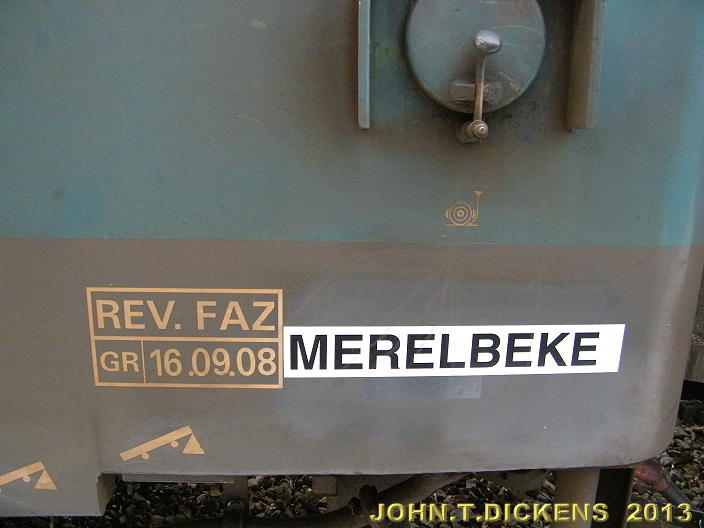 REV. FAZ
GR 16.09.08
MERELBEKE
JOHN.T.DICKENS 2013